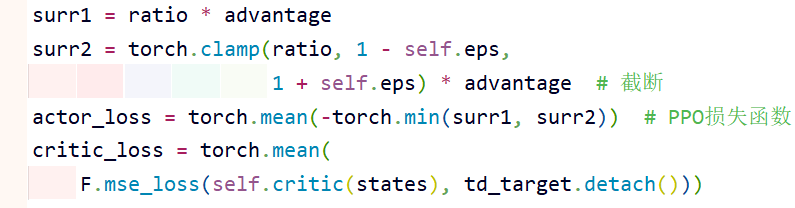 surr1 = ratio * advantage
surr2 = torch.clamp(ratio, 1 - self.eps,
1 + self.eps) * advantage  # 截断
actor_loss = torch.mean(-torch.min(surr1, surr2))  # PPO损失函数
critic_loss = torch.mean(
F.mse_loss(self.critic(states), td_target.detach()))